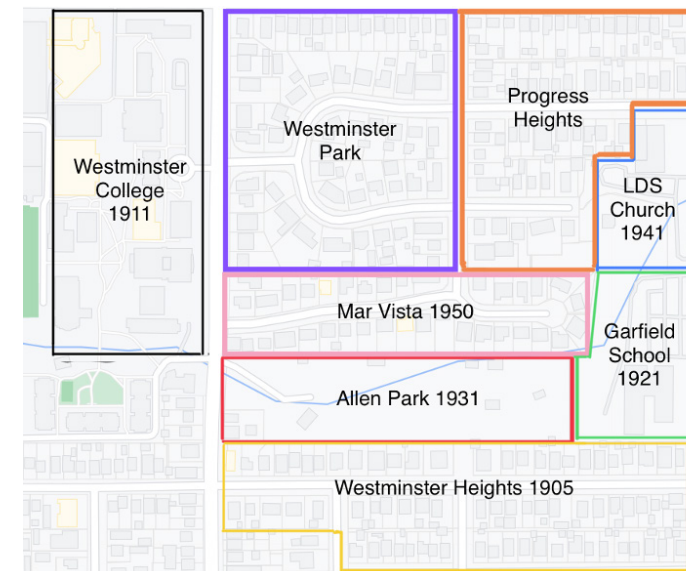 Westminster
College
1911
Westminster
Park
Progress
Heights
LDS
Church
1941
Mar Vista 1950
Garfield
School
1921
Allen Park 1931
Westminster Heights 1905